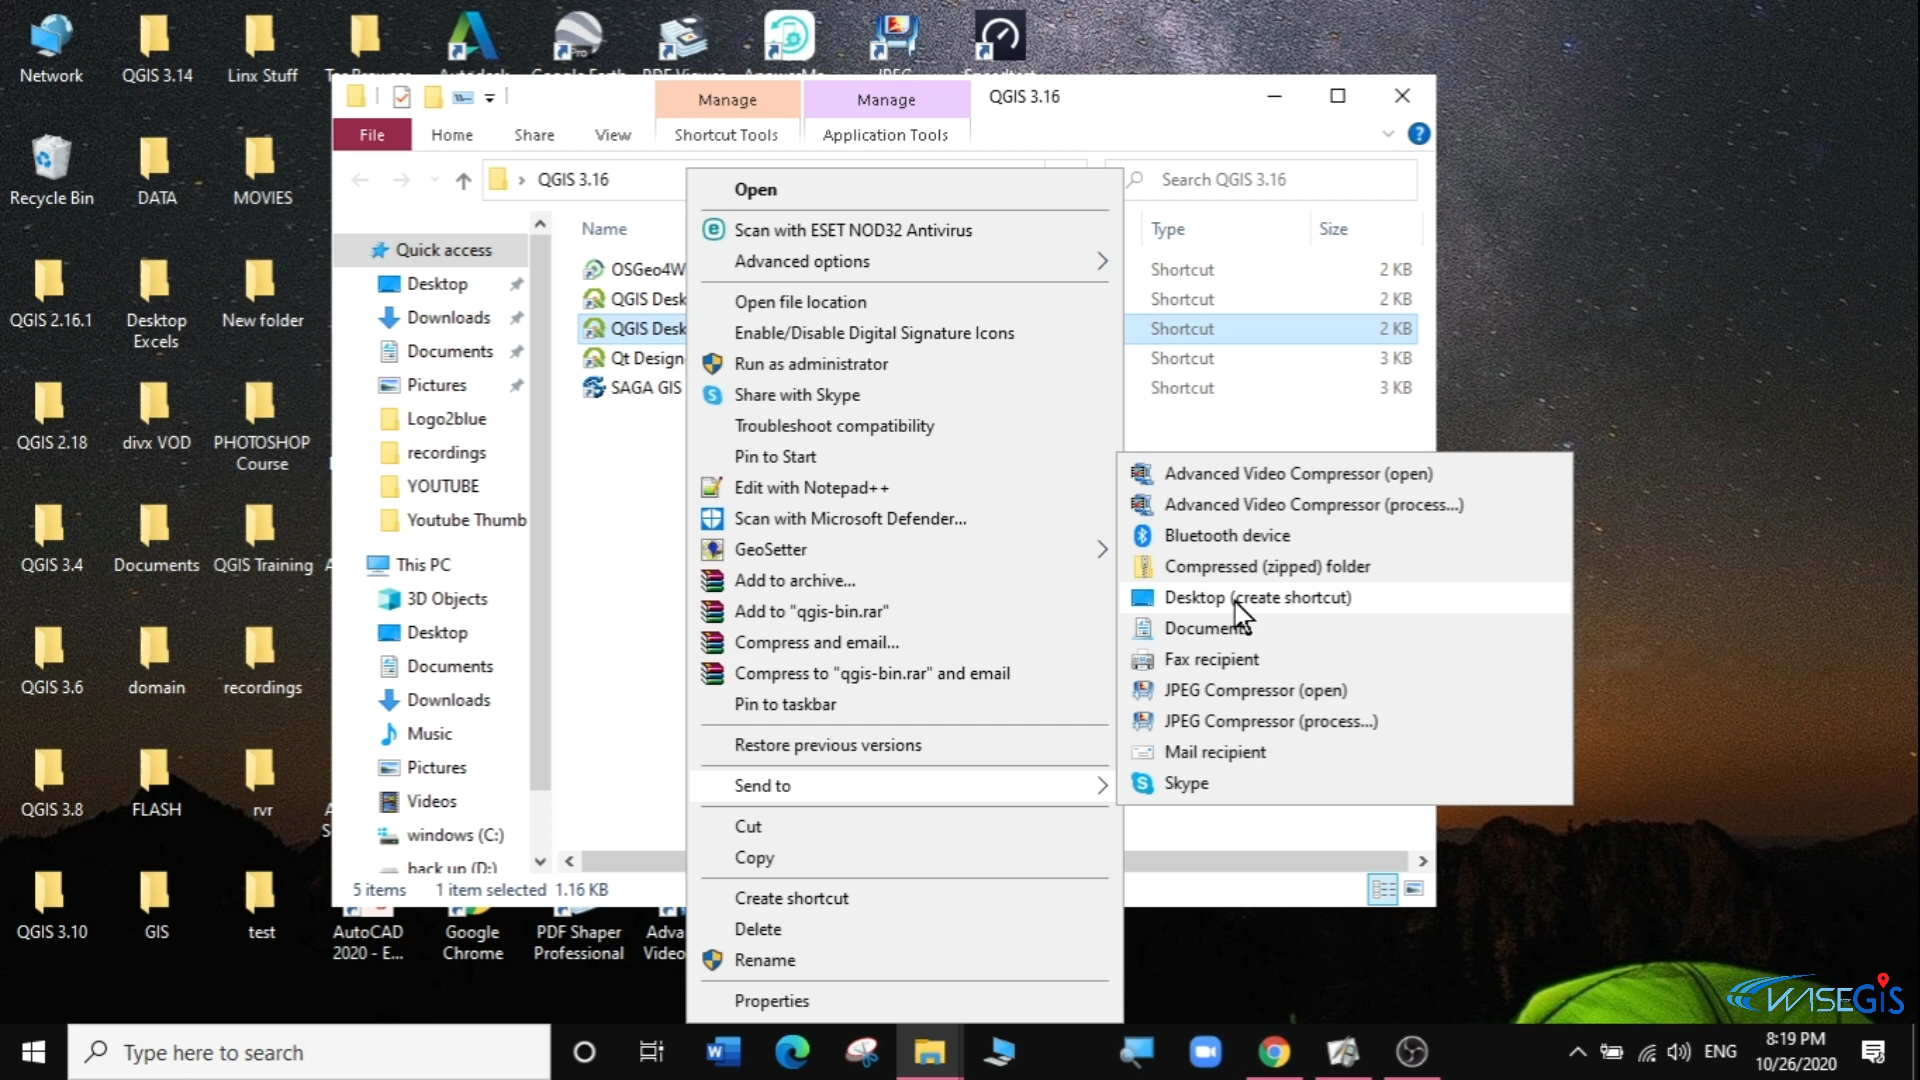 Network
QGIS 3.14
Linx Stuff
Recycle Bin
DATA
MOVIES
QGIS 2.16.1
Desktop
Excels
New folder
QGIS 2.18
divx VOD
PHOTOSHOP
Course
QGIS 3.4
Documents
QGIS Training
QGIS 3.6
domain
recordings
QGIS 3.8
FLASH
rvr
QGIS 3.10
GIS
test
AutoCAD
2020 - E...
Google
Chrome
PDF Shaper
Professional
Manage
Manage
QGIS 3.16
File
Home
Share
View
Shortcut Tools
Application Tools
QGIS 3.16
Search QGIS 3.16
Quick access
Desktop
Downloads
Documents
Pictures
Logo2blue
recordings
YOUTUBE
Youtube Thumb
This PC
3D Objects
Desktop
Documents
Downloads
Music
Pictures
Videos
windows (C:)
back up (D:)
Name
Type
Size
OSGeo4W
Shortcut
2 KB
QGIS Desk
Shortcut
2 KB
QGIS Desk
Shortcut
2 KB
Qt Design
Shortcut
3 KB
SAGA GIS
Shortcut
3 KB
5 items
1 item selected
1.16 KB
Open
Scan with ESET NOD32 Antivirus
Advanced options
Open file location
Enable/Disable Digital Signature Icons
Run as administrator
Share with Skype
Troubleshoot compatibility
Pin to Start
Edit with Notepad++
Scan with Microsoft Defender...
GeoSetter
Add to archive...
Add to "qgis-bin.rar"
Compress and email...
Compress to "qgis-bin.rar" and email
Pin to taskbar
Restore previous versions
Send to
Cut
Copy
Create shortcut
Delete
Rename
Properties
Advanced Video Compressor (open)
Advanced Video Compressor (process...)
Bluetooth device
Compressed (zipped) folder
Desktop (create shortcut)
Documents
Fax recipient
JPEG Compressor (open)
JPEG Compressor (process...)
Mail recipient
Skype
WISEGIS
Type here to search
ENG
8:19 PM
10/26/2020